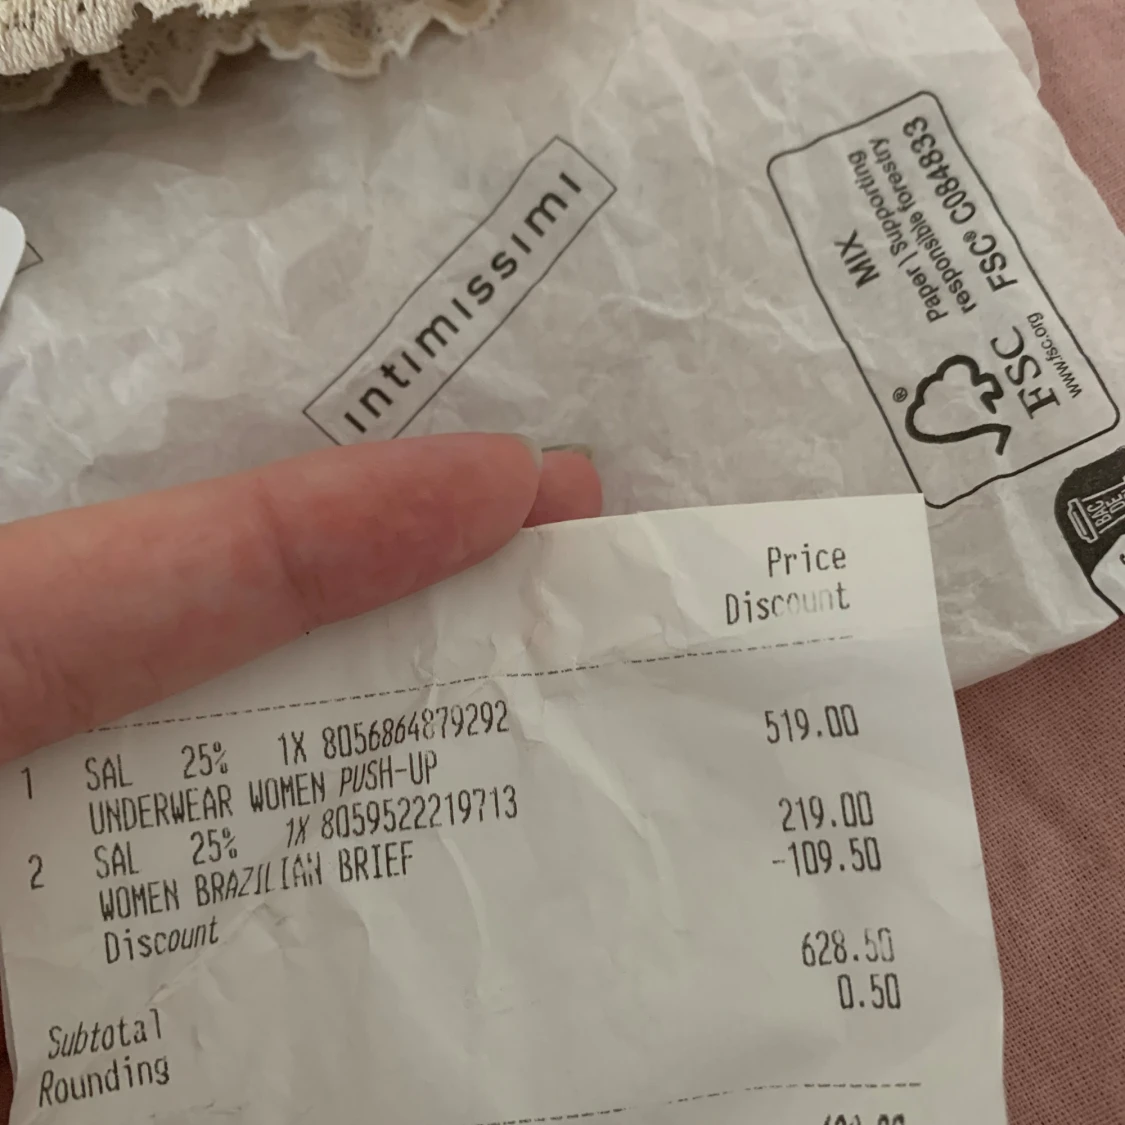 intimissimi
MIX
Paper | Supporting
responsible forestry
FSC® C084833
®
FSC
www.fsc.org
BAC
DE
Price
Discount
1 SAL 25% 1X 8056864879292 519.00
UNDERWEAR WOMEN PUSH-UP
2 SAL 25% 1X 8059522219713 219.00
WOMEN BRAZILIAN BRIEF
Discount -109.50
Subtotal 628.50
Rounding 0.50